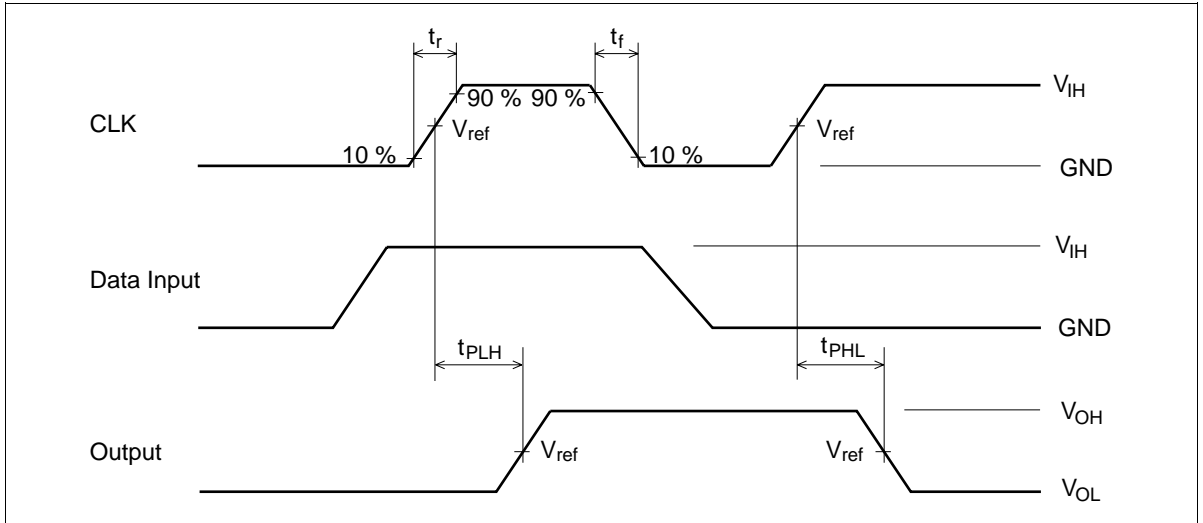 tr
tf
VIH
90 % 90 %
CLK
Vref
Vref
10 %
10 %
GND
VIH
Data Input
GND
tPLH
tPHL
VOH
Output
Vref
Vref
VOL